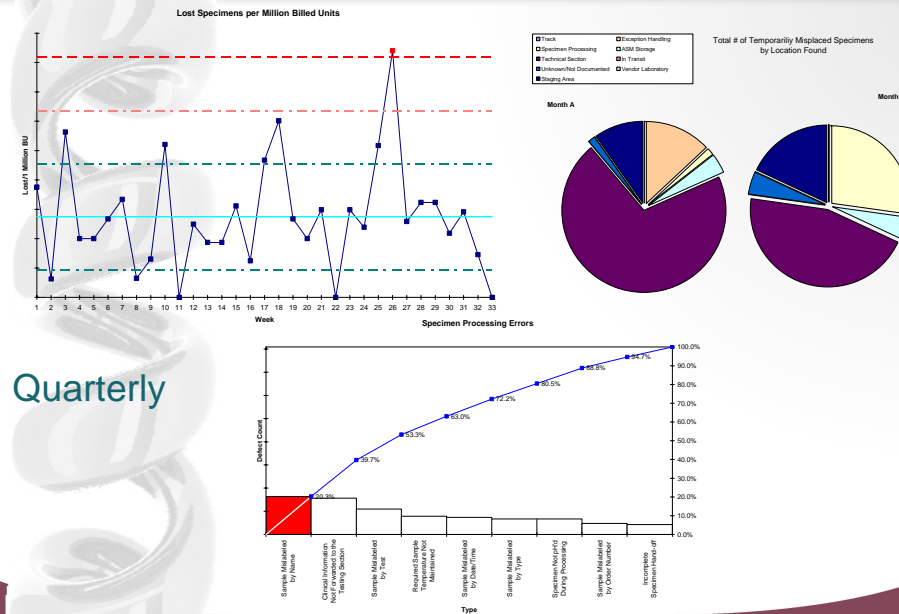 Lost Specimens per Million Billed Units
Lost/1 Million BU
1 2 3 4 5 6 7 8 9 10 11 12 13 14 15 16 17 18 19 20 21 22 23 24 25 26 27 28 29 30 31 32 33
Week
Track
Exception Handling
Specimen Processing
ASM Storage
Technical Section
In Transit
Unknown/Not Documented
Vendor Laboratory
Staging Area
Total # of Temporariliy Misplaced Specimens
by Location Found
Month A
Month
Quarterly
Specimen Processing Errors
Defect Count
20.3%
39.7%
53.3%
63.0%
72.2%
80.5%
88.8%
94.7%
100.0%
90.0%
80.0%
70.0%
60.0%
50.0%
40.0%
30.0%
20.0%
10.0%
0.0%
Sample Mislabeled
by Name
Clinical Information
Not Forwarded to the
Testing Section
Sample Mislabeled
by Test
Required Sample
Temperature Not
Maintained
Sample Mislabeled
by Date/Time
Sample Mislabeled
by Type
Specimen Not pH'd
During Processing
Sample Mislabeled
by Order Number
Incomplete
Specimen Hand-off
Type